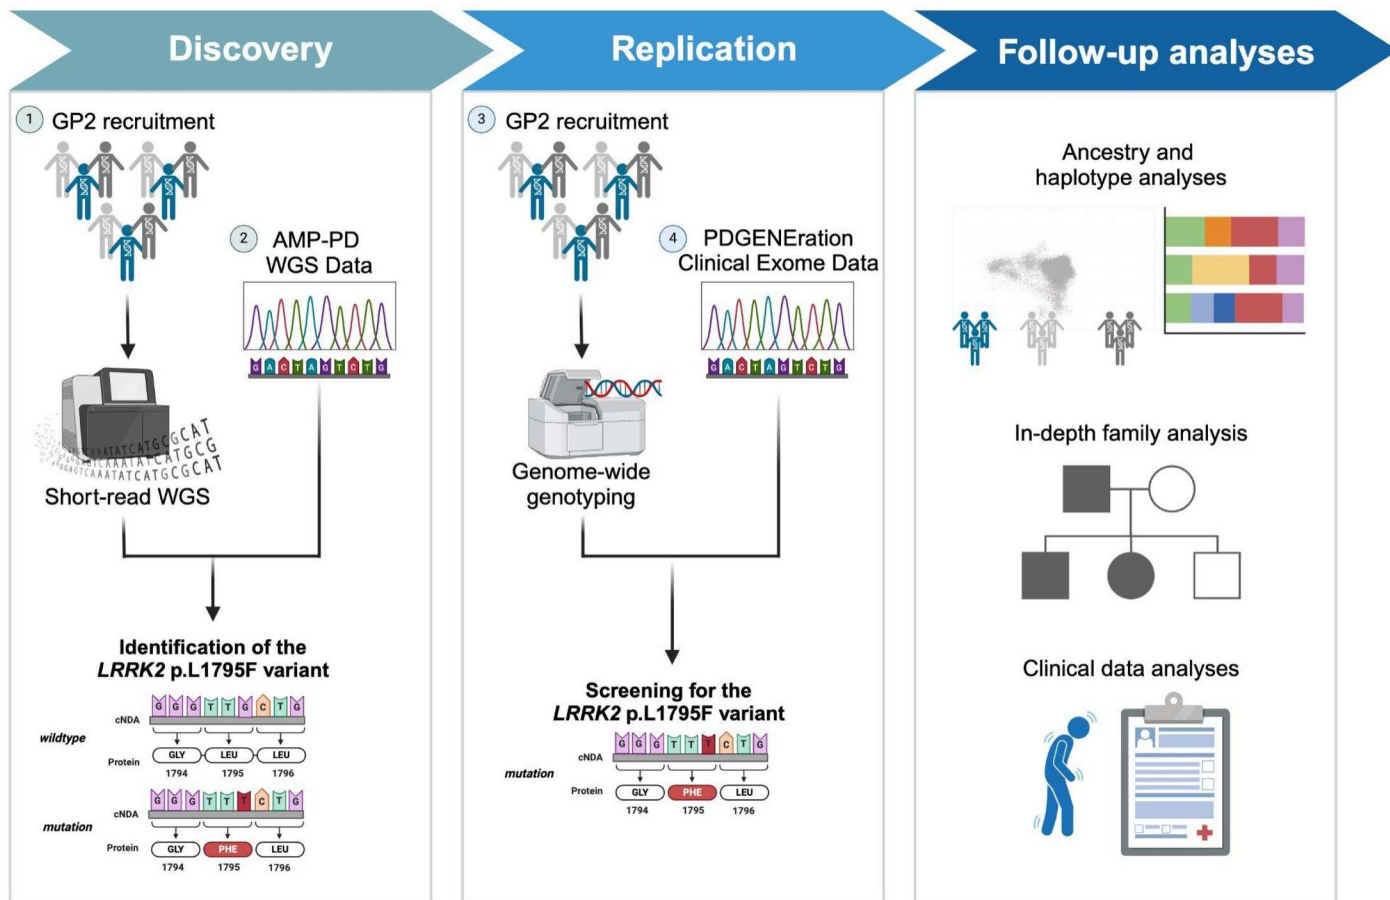 Discovery
Replication
Follow-up analyses
1 GP2 recruitment
2 AMP-PD
WGS Data
G A C T A G T C T G
Short-read WGS
Identification of the
LRRK2 p.L1795F variant
G G G T T G C T G
cNDA
wildtype
Protein
GLY LEU LEU
1794 1795 1796
G G G T T T C T G
cNDA
mutation
Protein
GLY PHE LEU
1794 1795 1796
3 GP2 recruitment
4 PDGENEration
Clinical Exome Data
G A C T A G T C T G
Genome-wide
genotyping
Screening for the
LRRK2 p.L1795F variant
G G G T T T C T G
cNDA
mutation
Protein
GLY PHE LEU
1794 1795 1796
Ancestry and
haplotype analyses
In-depth family analysis
Clinical data analyses